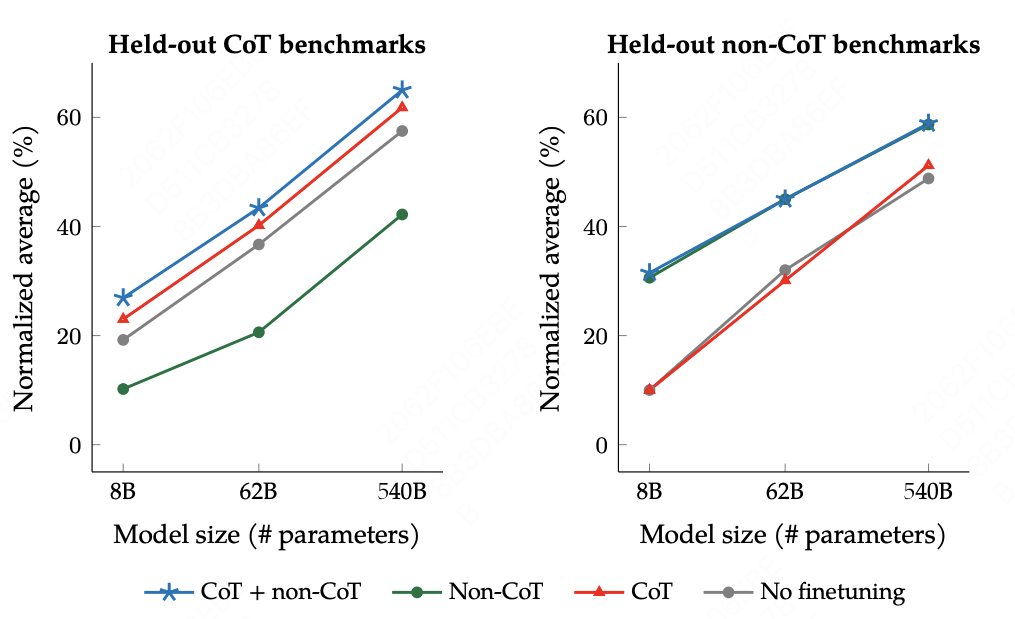 Held-out CoT benchmarks
Normalized average (%)
60
40
20
0
8B 62B 540B
Model size (# parameters)
Held-out non-CoT benchmarks
Normalized average (%)
60
40
20
0
8B 62B 540B
Model size (# parameters)
CoT + non-CoT Non-CoT CoT No finetuning